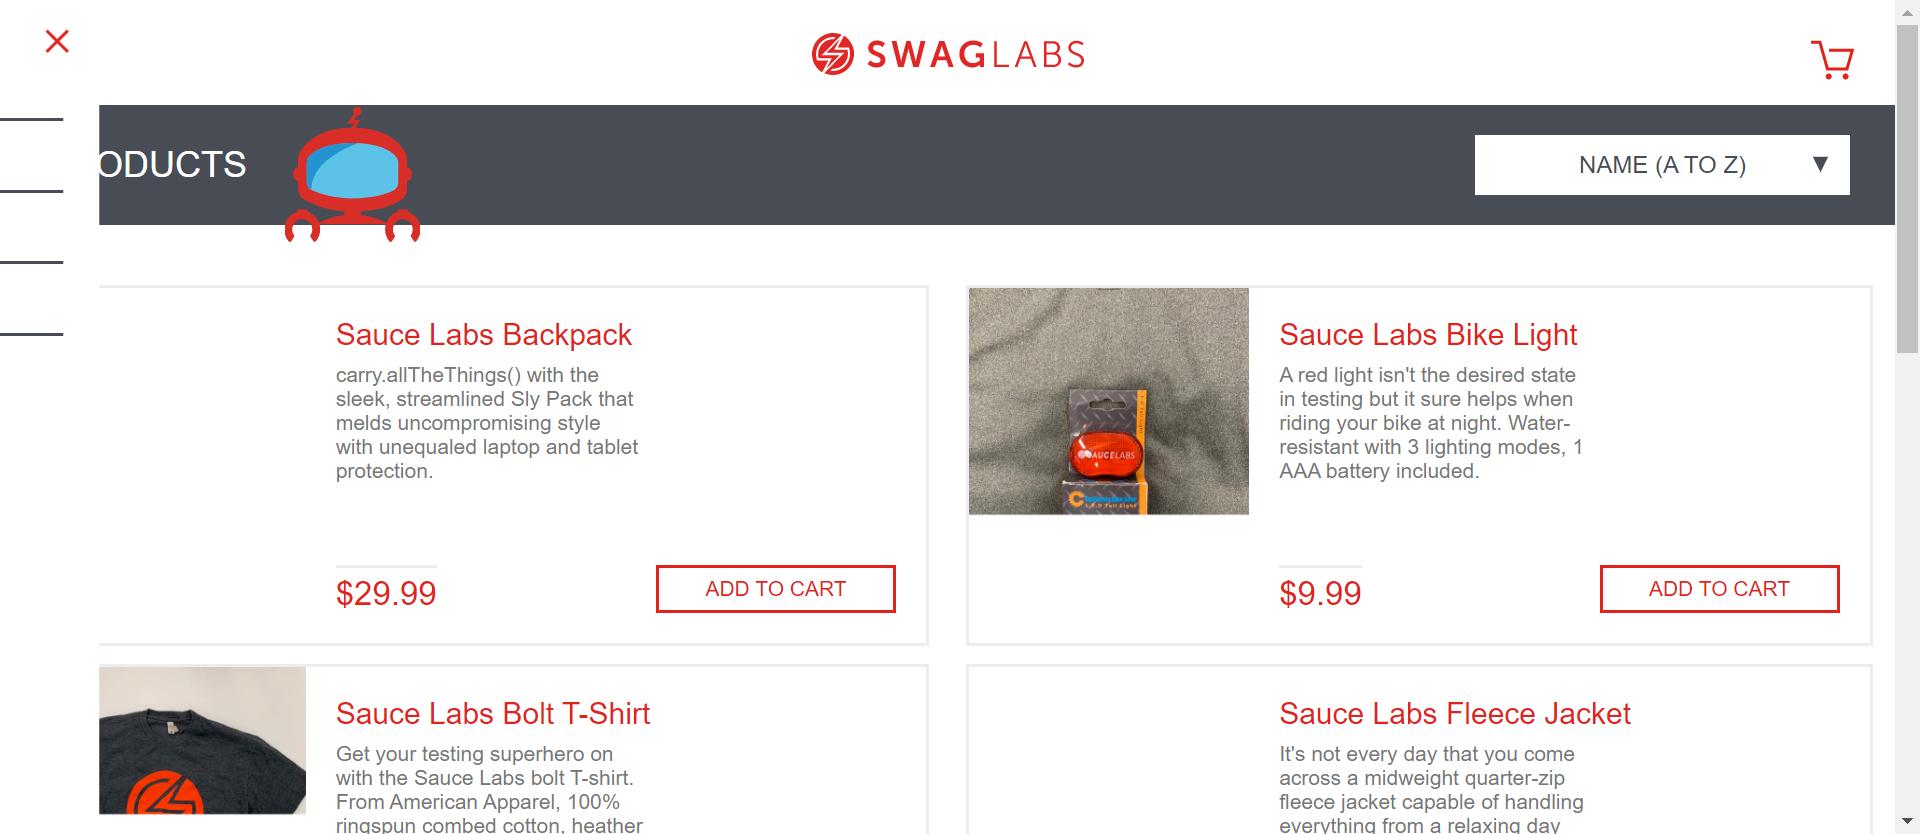 SWAGLABS
ODUCTS
NAME (A TO Z)
Sauce Labs Backpack
carry.allTheThings() with the
sleek, streamlined Sly Pack that
melds uncompromising style
with unequaled laptop and tablet
protection.
$29.99
ADD TO CART
SAUCELABS
Sauce Labs Bike Light
A red light isn't the desired state
in testing but it sure helps when
riding your bike at night. Water-
resistant with 3 lighting modes, 1
AAA battery included.
$9.99
ADD TO CART
Sauce Labs Bolt T-Shirt
Get your testing superhero on
with the Sauce Labs bolt T-shirt.
From American Apparel, 100%
ringspun combed cotton, heather
Sauce Labs Fleece Jacket
It's not every day that you come
across a midweight quarter-zip
fleece jacket capable of handling
everything from a relaxing day